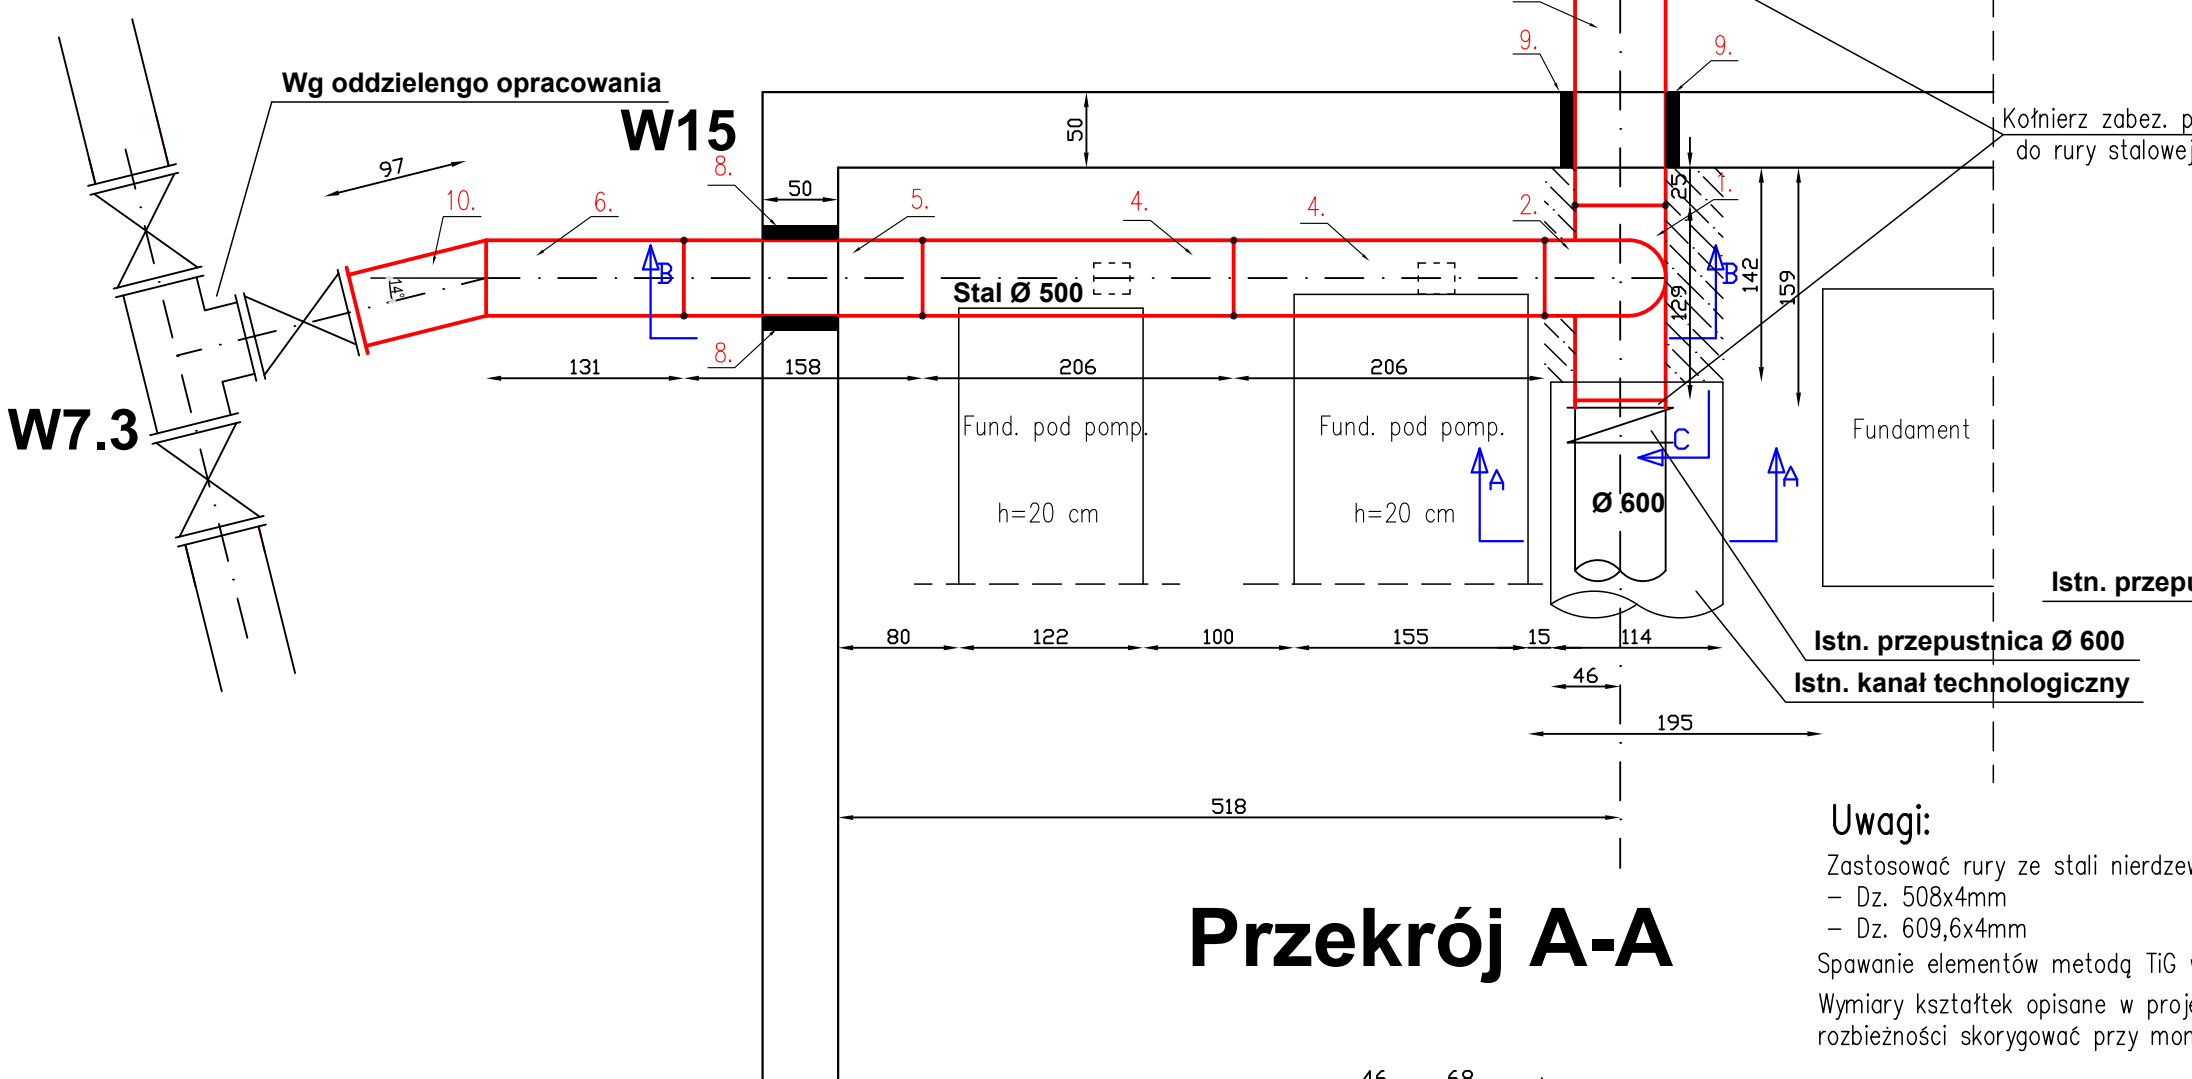 9.
9.
Wg oddzielengo opracowania
W15
50
Kołnierz zabez. p
do rury stalowej
97
8.
50
25
1.
10.
6.
5.
4.
4.
2.
B
B
142
159
14°
Stal Ø 500
129
8.
131
158
206
206
W7.3
Fund. pod pomp.
Fund. pod pomp.
C
Fundament
h=20 cm
h=20 cm
A
A
Ø 600
Istn. przepu
80
122
100
155
15
114
Istn. przepustnica Ø 600
46
Istn. kanał technologiczny
195
518
Uwagi:
Zastosować rury ze stali nierdzew
– Dz. 508x4mm
– Dz. 609,6x4mm
Przekrój A-A
Spawanie elementów metodą TiG
Wymiary kształtek opisane w proje
rozbieżności skorygować przy mon
46
68